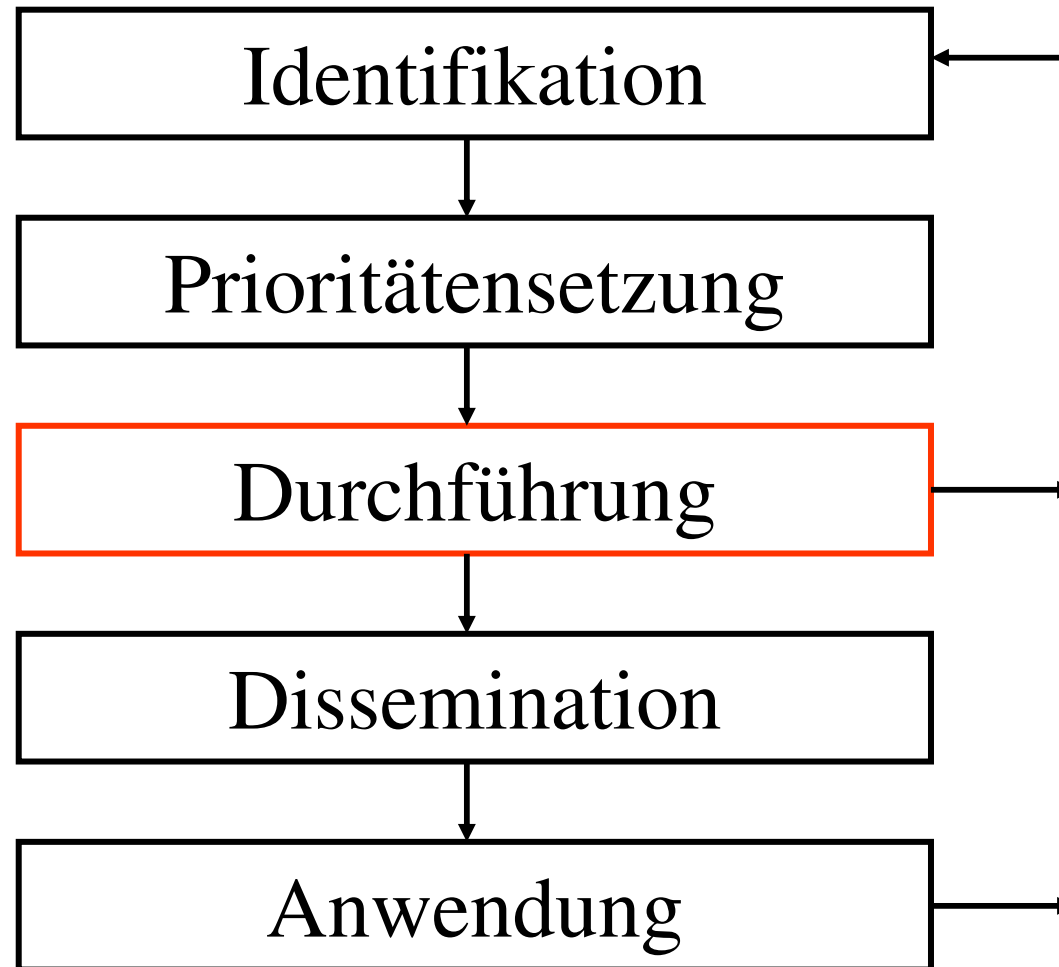 Identifikation
Prioritätensetzung
Durchführung
Dissemination
Anwendung